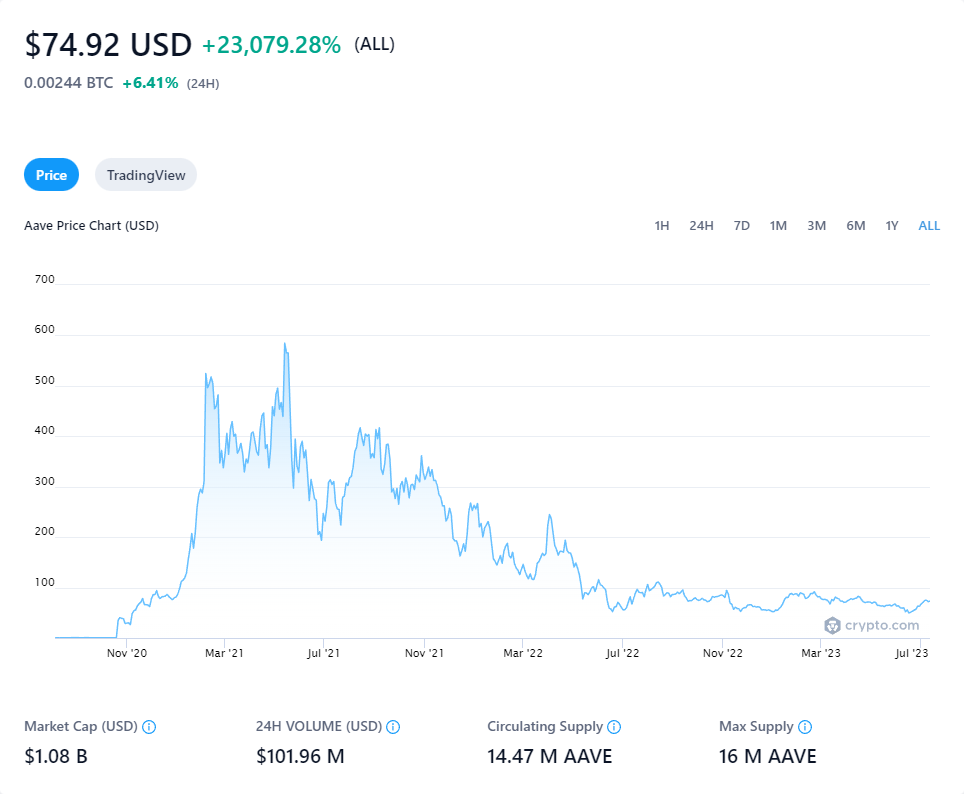 $74.92 USD +23,079.28% (ALL)
0.00244 BTC +6.41% (24H)
Price TradingView
Aave Price Chart (USD) 1H 24H 7D 1M 3M 6M 1Y ALL
700
600
500
400
300
200
100
crypto.com
Nov '20 Mar '21 Jul '21 Nov '21 Mar '22 Jul '22 Nov '22 Mar '23 Jul '23
Market Cap (USD) 24H VOLUME (USD) Circulating Supply Max Supply
$1.08 B $101.96 M 14.47 M AAVE 16 M AAVE